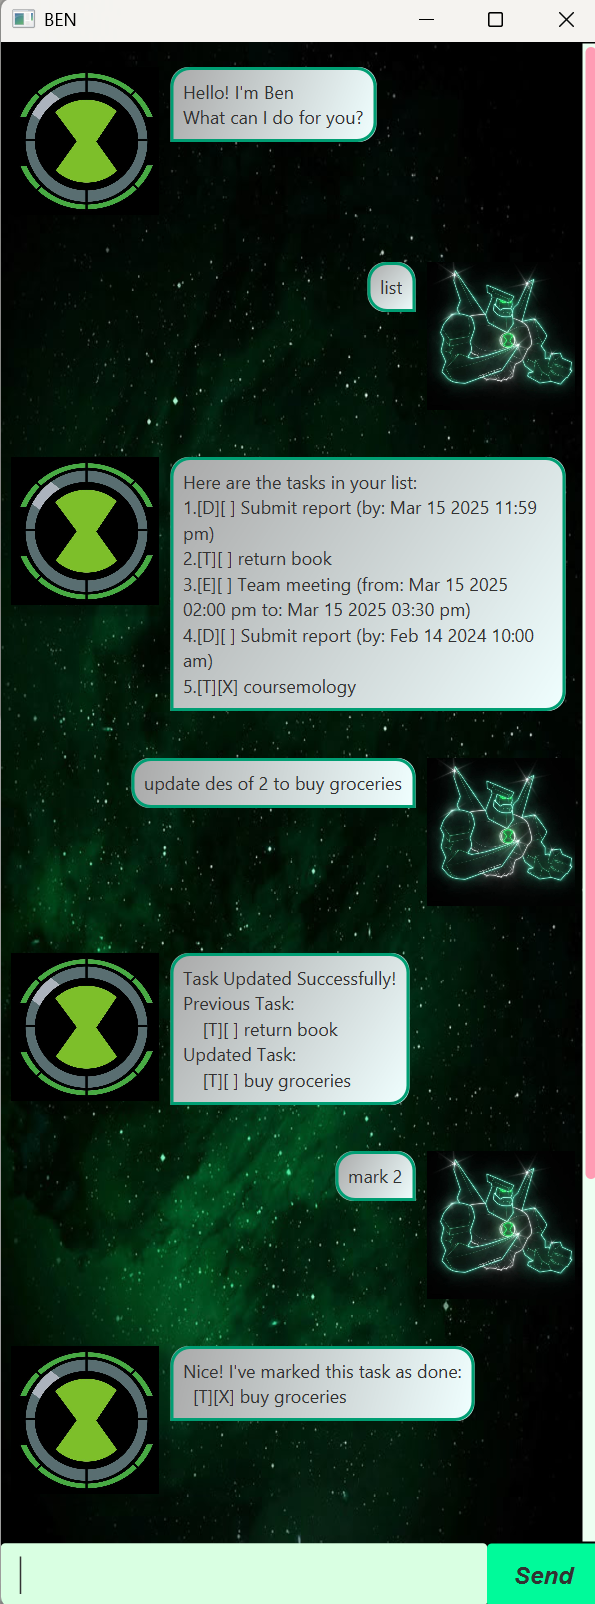 BEN
Hello! I'm Ben
What can I do for you?
list
Here are the tasks in your list:
1.[D][ ] Submit report (by: Mar 15 2025 11:59
pm)
2.[T][ ] return book
3.[E][ ] Team meeting (from: Mar 15 2025
02:00 pm to: Mar 15 2025 03:30 pm)
4.[D][ ] Submit report (by: Feb 14 2024 10:00
am)
5.[T][X] coursemology
update des of 2 to buy groceries
Task Updated Successfully!
Previous Task:
[T][ ] return book
Updated Task:
[T][ ] buy groceries
mark 2
Nice! I've marked this task as done:
[T][X] buy groceries
Send